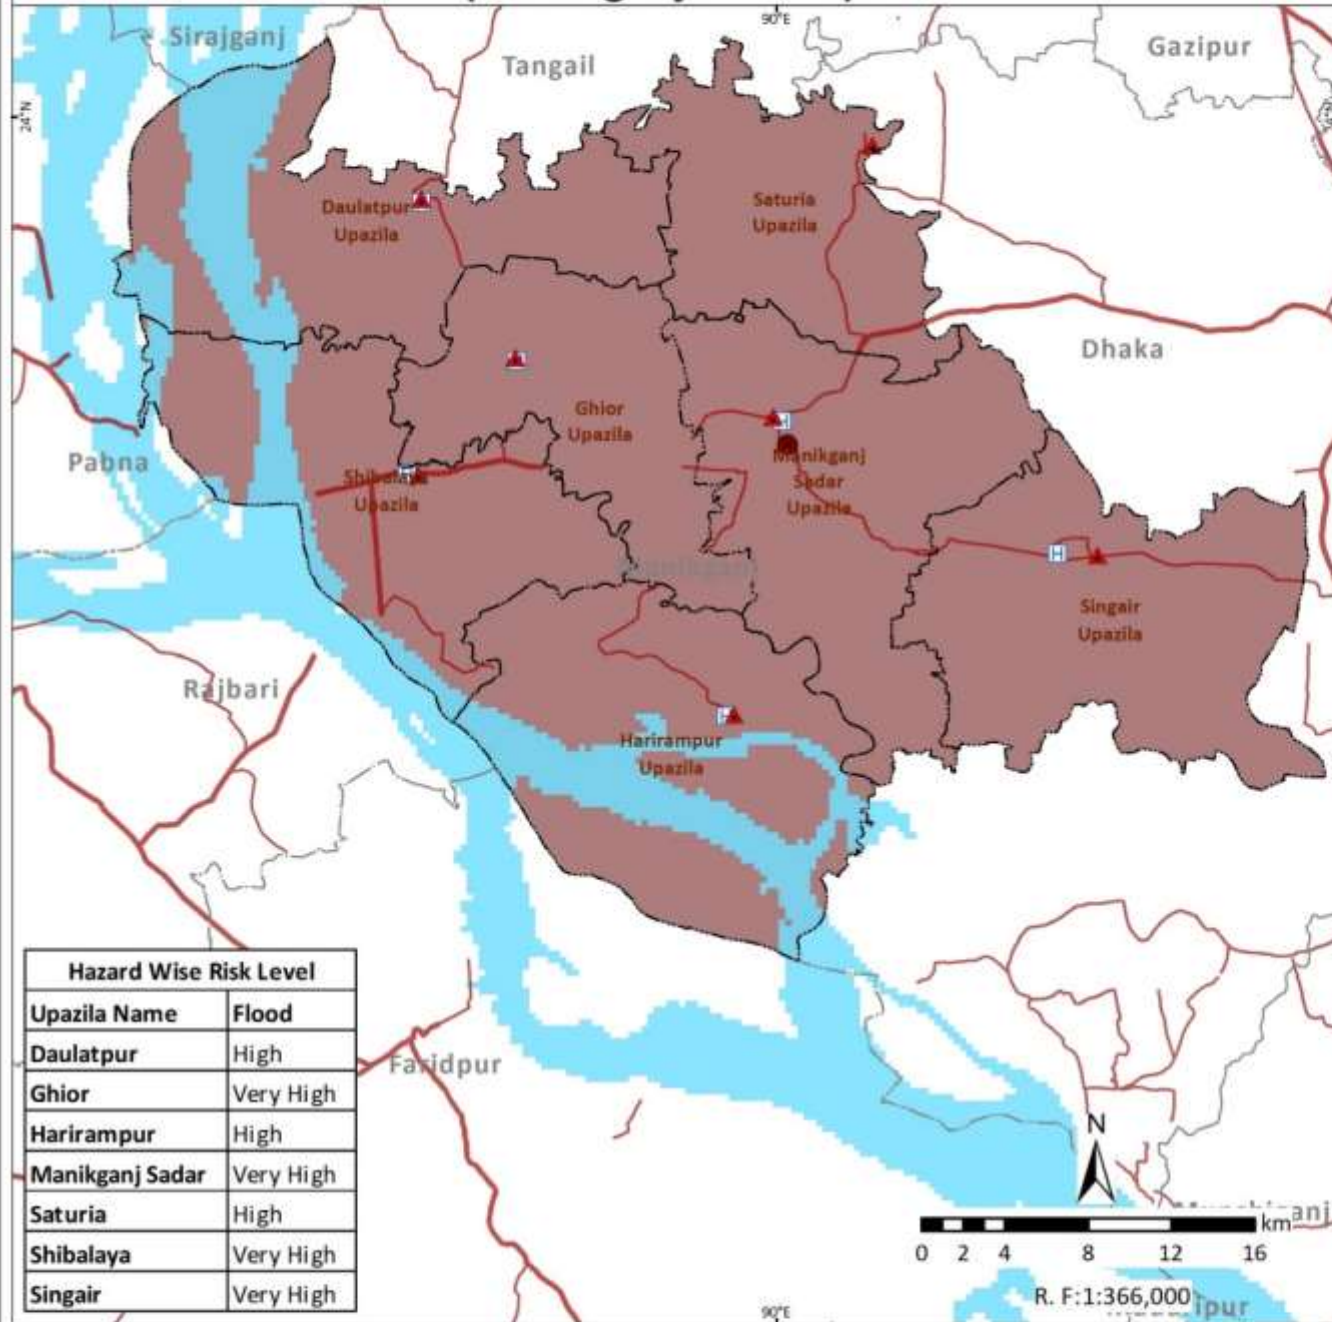 90°E
Sirajganj
Tangail
Gazipur
24°N
Daulatpur
Upazila
Saturia
Upazila
Dhaka
Ghior
Upazila
Pabna
H
Manikganj
Sadar
Upazila
H
Shibalaya
Upazila
H
Manikganj
Singair
Upazila
Rajbari
H
Harirampur
Upazila
Hazard Wise Risk Level
Upazila Name Flood
Daulatpur High
Ghior Very High
Harirampur High
Manikganj Sadar Very High
Saturia High
Shibalaya Very High
Singair Very High
Faridpur
N
km
0 2 4 8 12 16
R. F:1:366,000
90°E